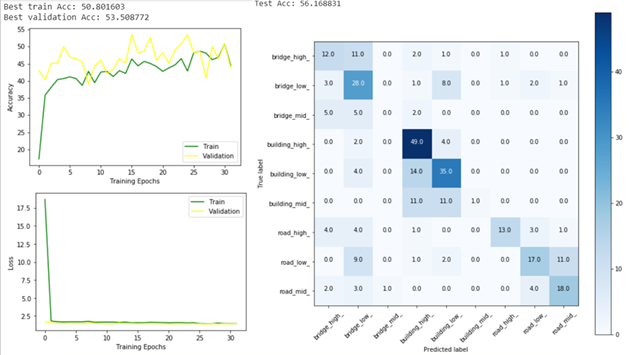 Best train Acc: 50.801603
Best validation Acc: 53.508772
55
50
45
40
35
30
25
20
Accuracy
0 5 10 15 20 25 30
Training Epochs
Train
Validation
17.5
15.0
12.5
10.0
7.5
5.0
2.5
Loss
0 5 10 15 20 25 30
Training Epochs
Train
Validation
Test Acc: 56.168831
True label
bridge_high_ 12.0 11.0 0.0 2.0 1.0 0.0 1.0 0.0 0.0
bridge_low_ 3.0 28.0 0.0 1.0 8.0 0.0 1.0 2.0 1.0
bridge_mid_ 5.0 5.0 0.0 2.0 0.0 0.0 0.0 0.0 0.0
building_high_ 0.0 2.0 0.0 49.0 4.0 0.0 0.0 0.0 0.0
building_low_ 0.0 4.0 0.0 14.0 35.0 0.0 0.0 0.0 0.0
building_mid_ 0.0 0.0 0.0 11.0 11.0 1.0 0.0 0.0 0.0
road_high_ 4.0 4.0 0.0 1.0 0.0 0.0 13.0 3.0 1.0
road_low_ 0.0 9.0 0.0 1.0 2.0 0.0 0.0 17.0 11.0
road_mid_ 2.0 3.0 1.0 0.0 0.0 0.0 0.0 4.0 18.0
bridge_high_ bridge_low_ bridge_mid_ building_high_ building_low_ building_mid_ road_high_ road_low_ road_mid_
Predicted label
40
30
20
10
0